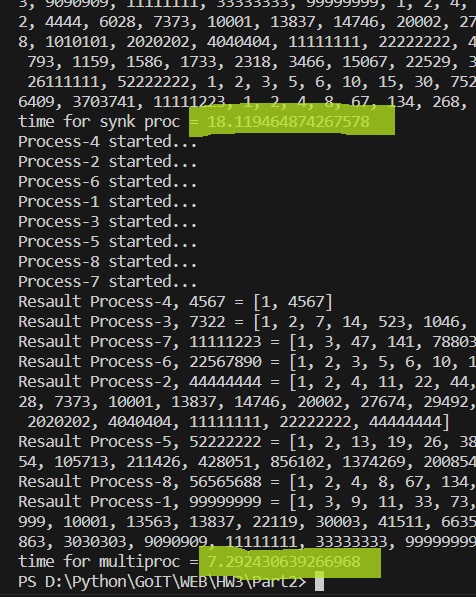 3, 9090909, 11111111, 33333333, 99999999, 1, 2, 4,
2, 4444, 6028, 7373, 10001, 13837, 14746, 20002, 27
8, 1010101, 2020202, 4040404, 11111111, 22222222, 4
793, 1159, 1586, 1733, 2318, 3466, 15067, 22529, 3
26111111, 52222222, 1, 2, 3, 5, 6, 10, 15, 30, 752
6409, 3703741, 11111223, 1, 2, 4, 8, 67, 134, 268,
time for synk proc = 18.119464874267578
Process-4 started...
Process-2 started...
Process-6 started...
Process-1 started...
Process-3 started...
Process-5 started...
Process-8 started...
Process-7 started...
Resault Process-4, 4567 = [1, 4567]
Resault Process-3, 7322 = [1, 2, 7, 14, 523, 1046,
Resault Process-7, 11111223 = [1, 3, 47, 141, 78803
Resault Process-6, 22567890 = [1, 2, 3, 5, 6, 10, 1
Resault Process-2, 44444444 = [1, 2, 4, 11, 22, 44,
28, 7373, 10001, 13837, 14746, 20002, 27674, 29492,
2020202, 4040404, 11111111, 22222222, 44444444]
Resault Process-5, 52222222 = [1, 2, 13, 19, 26, 38
54, 105713, 211426, 428051, 856102, 1374269, 200854
Resault Process-8, 56565688 = [1, 2, 4, 8, 67, 134,
Resault Process-1, 99999999 = [1, 3, 9, 11, 33, 73,
999, 10001, 13563, 13837, 22119, 30003, 41511, 6635
863, 3030303, 9090909, 11111111, 33333333, 99999999
time for multiproc = 7.292430639266968
PS D:\Python\GoIT\WEB\HW3\Part2>